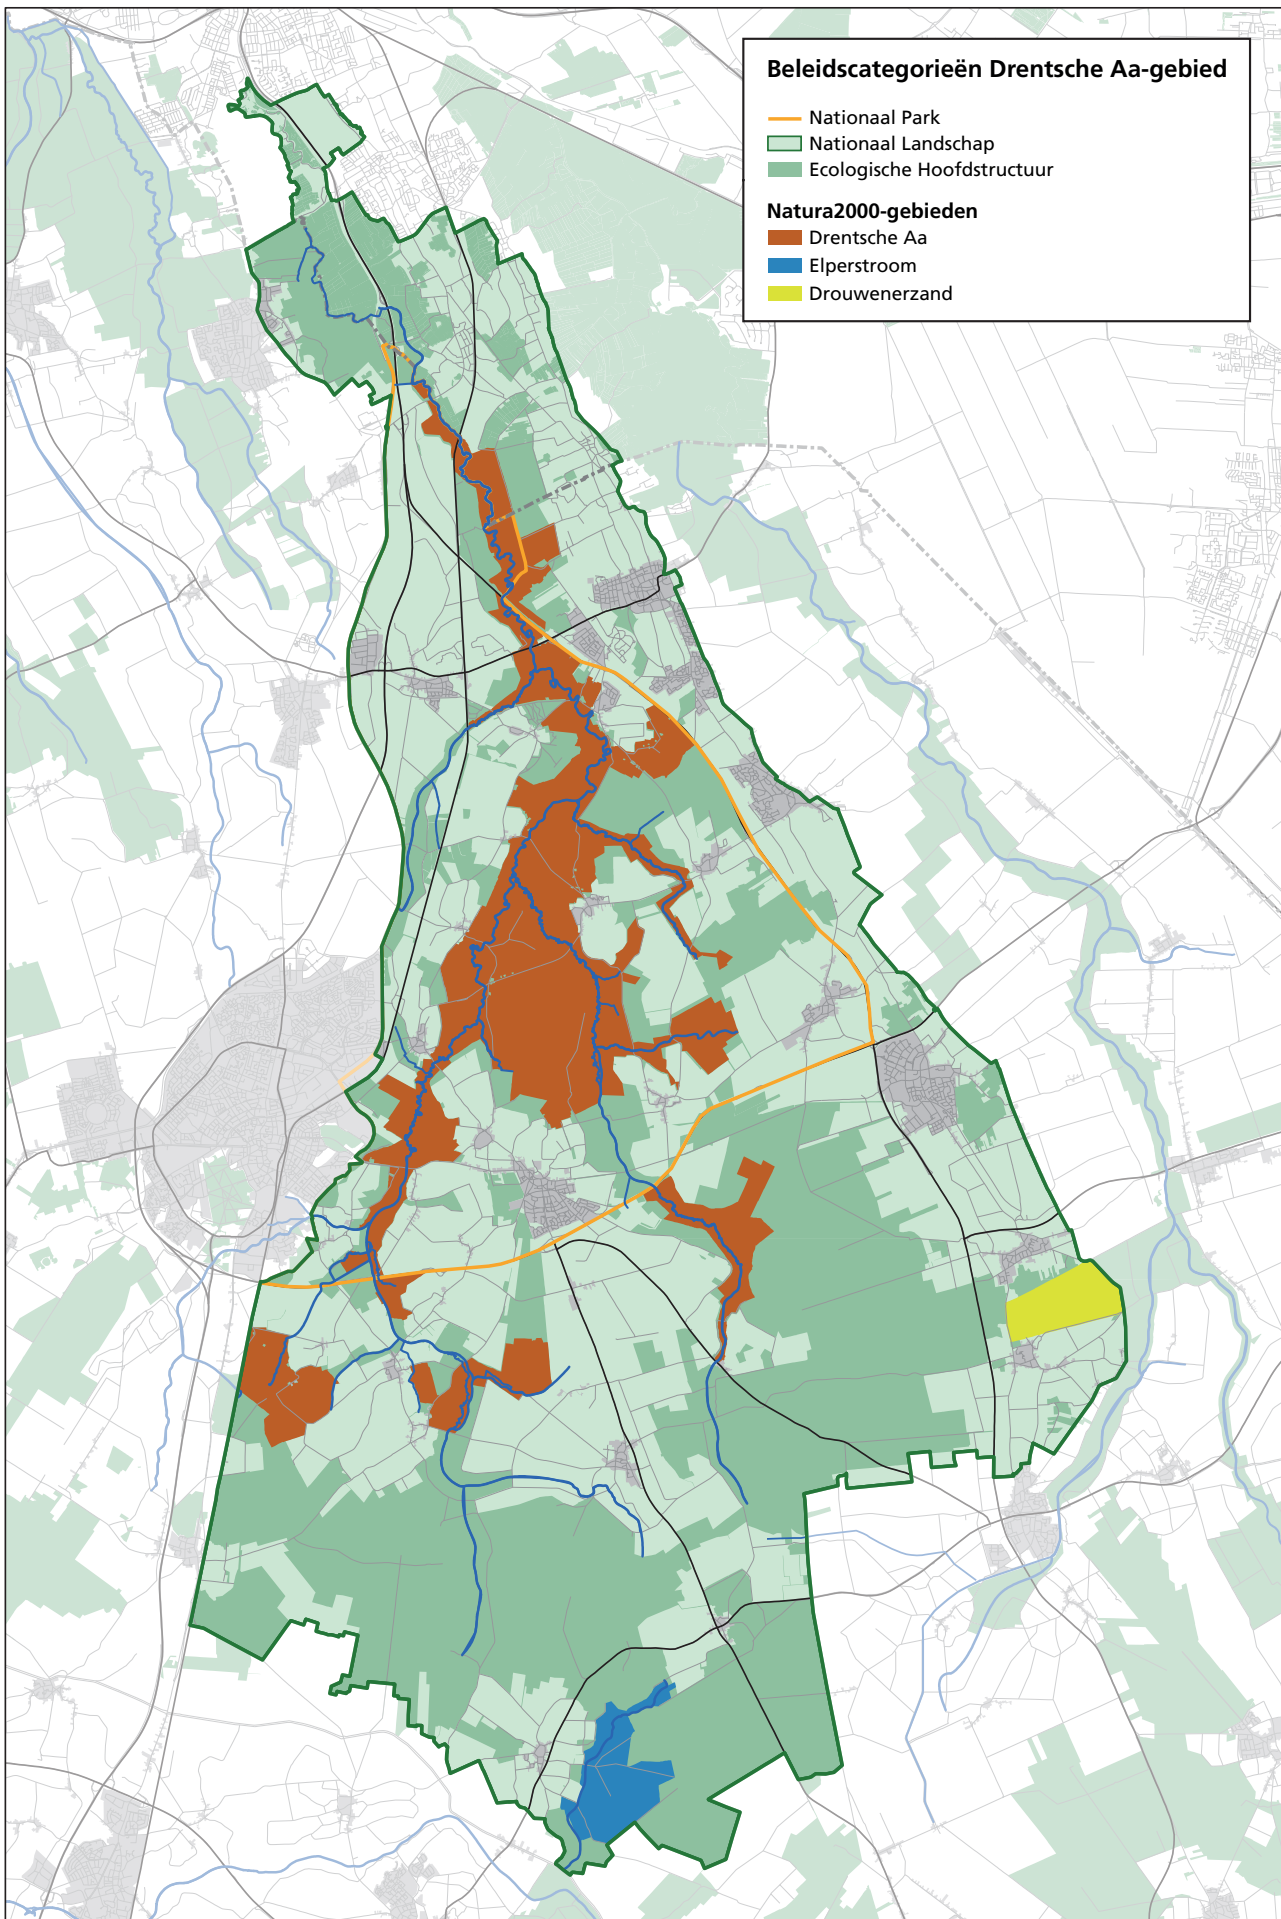 Beleidscategorieën Drentsche Aa-gebied
Nationaal Park
Nationaal Landschap
Ecologische Hoofdstructuur
Natura2000-gebieden
Drentsche Aa
Elperstroom
Drouwenerzand